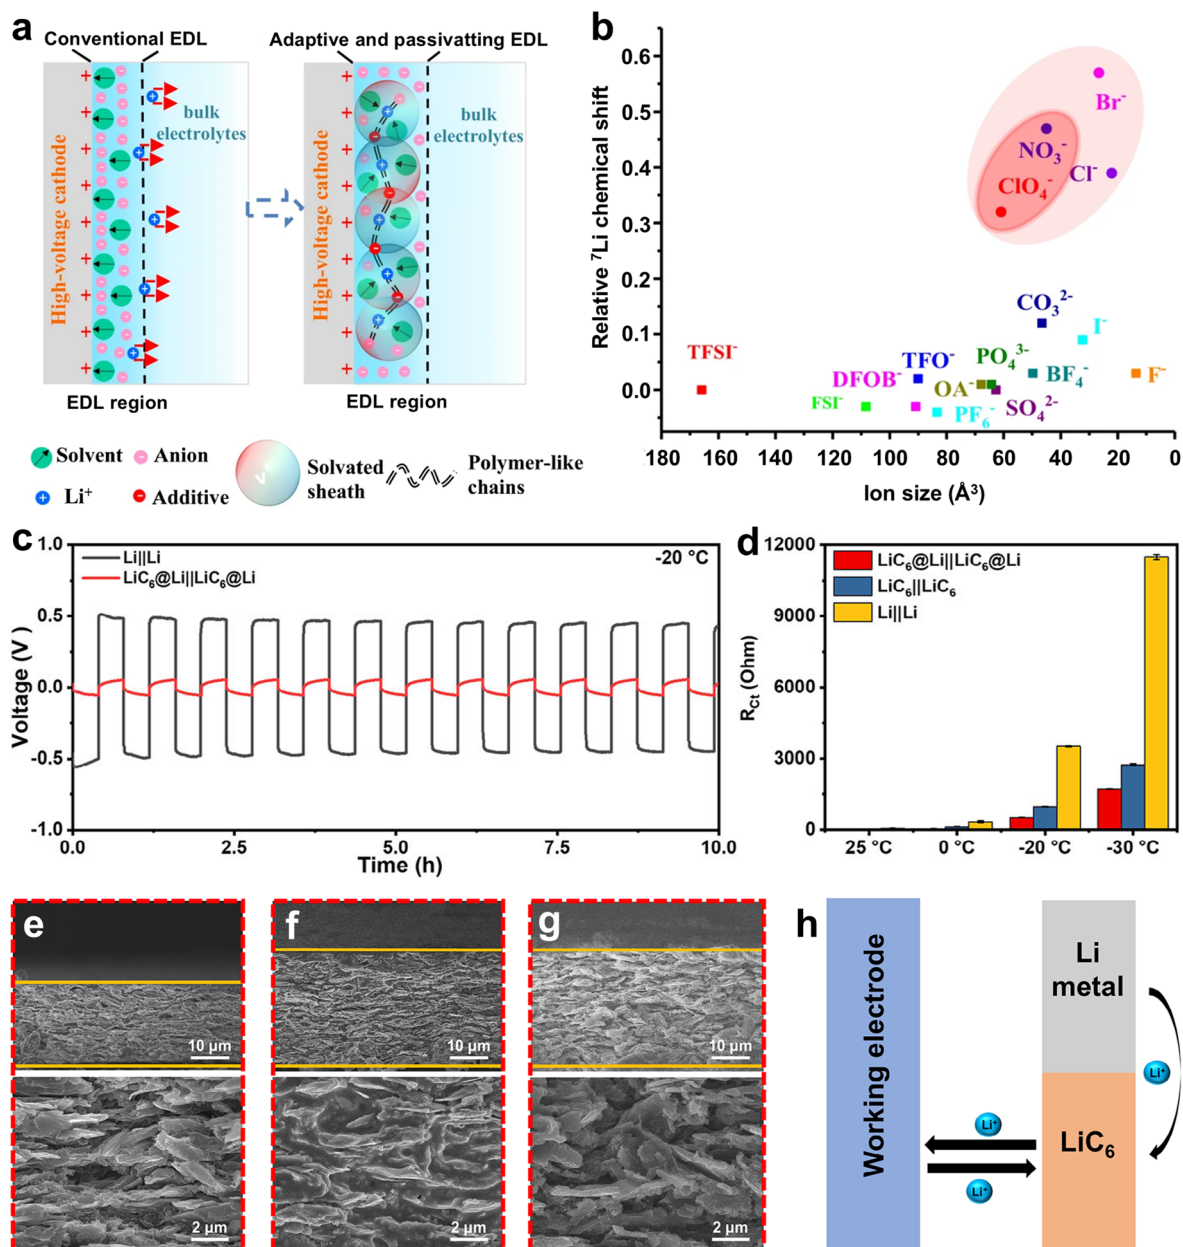 a
Conventional EDL
Adaptive and passivatting EDL
High-voltage cathode
bulk
electrolytes
High-voltage cathode
bulk
electrolytes
EDL region
EDL region
Solvent
Anion
Li⁺
Additive
Solvated
sheath
Polymer-like
chains
b
Relative ⁷Li chemical shift
0.6
0.5
0.4
0.3
0.2
0.1
0.0
Br⁻
NO₃⁻
Cl⁻
ClO₄⁻
CO₃²⁻
I⁻
TFSI⁻
TFO⁻
PO₄³⁻
DFOB⁻
OA⁻
BF₄⁻
F⁻
FSI⁻
PF₆⁻
SO₄²⁻
180 160 140 120 100 80 60 40 20 0
Ion size (Å³)
c
Voltage (V )
1.0
0.5
0.0
-0.5
-1.0
Li||Li
LiC₆@Li||LiC₆@Li
-20 °C
0.0 2.5 5.0 7.5 10.0
Time (h)
d
R_Ct (Ohm)
12000
9000
6000
3000
0
LiC₆@Li||LiC₆@Li
LiC₆||LiC₆
Li||Li
25 °C 0 °C -20 °C -30 °C
e
10 µm
2 µm
f
10 µm
2 µm
g
10 µm
2 µm
h
Working electrode
Li
metal
Li⁺
Li⁺
LiC₆
Li⁺